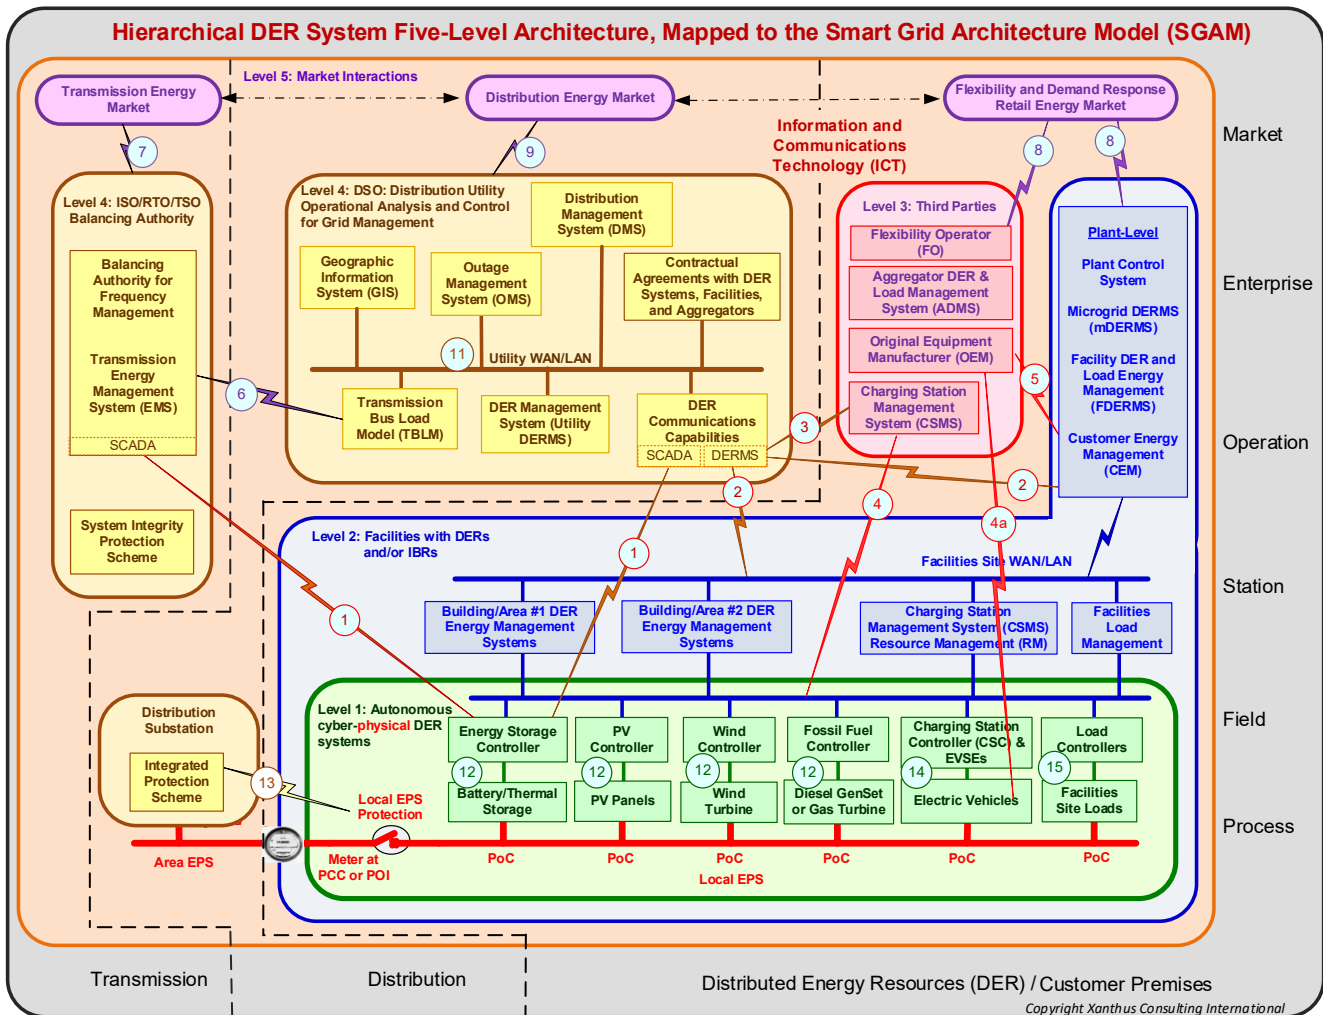 Hierarchical DER System Five-Level Architecture, Mapped to the Smart Grid Architecture Model (SGAM)
Level 5: Market Interactions
Transmission Energy
Market
Distribution Energy Market
Flexibility and Demand Response
Retail Energy Market
Information and
Communications
Technology (ICT)
Market
7
9
8
8
Level 4: ISO/RTO/TSO
Balancing Authority
Balancing
Authority for
Frequency
Management
Transmission
Energy
Management
System (EMS)
SCADA
System Integrity
Protection
Scheme
6
Level 4: DSO: Distribution Utility
Operational Analysis and Control
for Grid Management
Distribution
Management
System (DMS)
Geographic
Information
System (GIS)
Outage
Management
System (OMS)
Contractual
Agreements with DER
Systems, Facilities,
and Aggregators
11
Utility WAN/LAN
Transmission
Bus Load
Model (TBLM)
DER Management
System (Utility
DERMS)
DER
Communications
Capabilities
SCADA
DERMS
Level 3: Third Parties
Flexibility Operator
(FO)
Aggregator DER &
Load Management
System (ADMS)
Original Equipment
Manufacturer (OEM)
Charging Station
Management
System (CSMS)
5
3
2
2
4
4a
1
1
Plant-Level
Plant Control
System
Microgrid DERMS
(mDERMS)
Facility DER and
Load Energy
Management
(FDERMS)
Customer Energy
Management
(CEM)
Enterprise
Operation
Level 2: Facilities with DERs
and/or IBRs
Facilities Site WAN/LAN
Building/Area #1 DER
Energy Management
Systems
Building/Area #2 DER
Energy Management
Systems
Charging Station
Management System (CSMS)
Resource Management (RM)
Facilities
Load
Management
Station
Level 1: Autonomous
cyber-physical DER
systems
Energy Storage
Controller
PV
Controller
Wind
Controller
Fossil Fuel
Controller
Charging Station
Controller (CSC) &
EVSEs
Load
Controllers
Field
12
12
12
12
14
15
Battery/Thermal
Storage
PV Panels
Wind
Turbine
Diesel GenSet
or Gas Turbine
Electric Vehicles
Facilities
Site Loads
Process
Distribution
Substation
Integrated
Protection
Scheme
13
Local EPS
Protection
Area EPS
Meter at
PCC or POI
PoC
PoC
PoC
PoC
PoC
PoC
Local EPS
Transmission
Distribution
Distributed Energy Resources (DER) / Customer Premises
Copyright Xanthus Consulting International